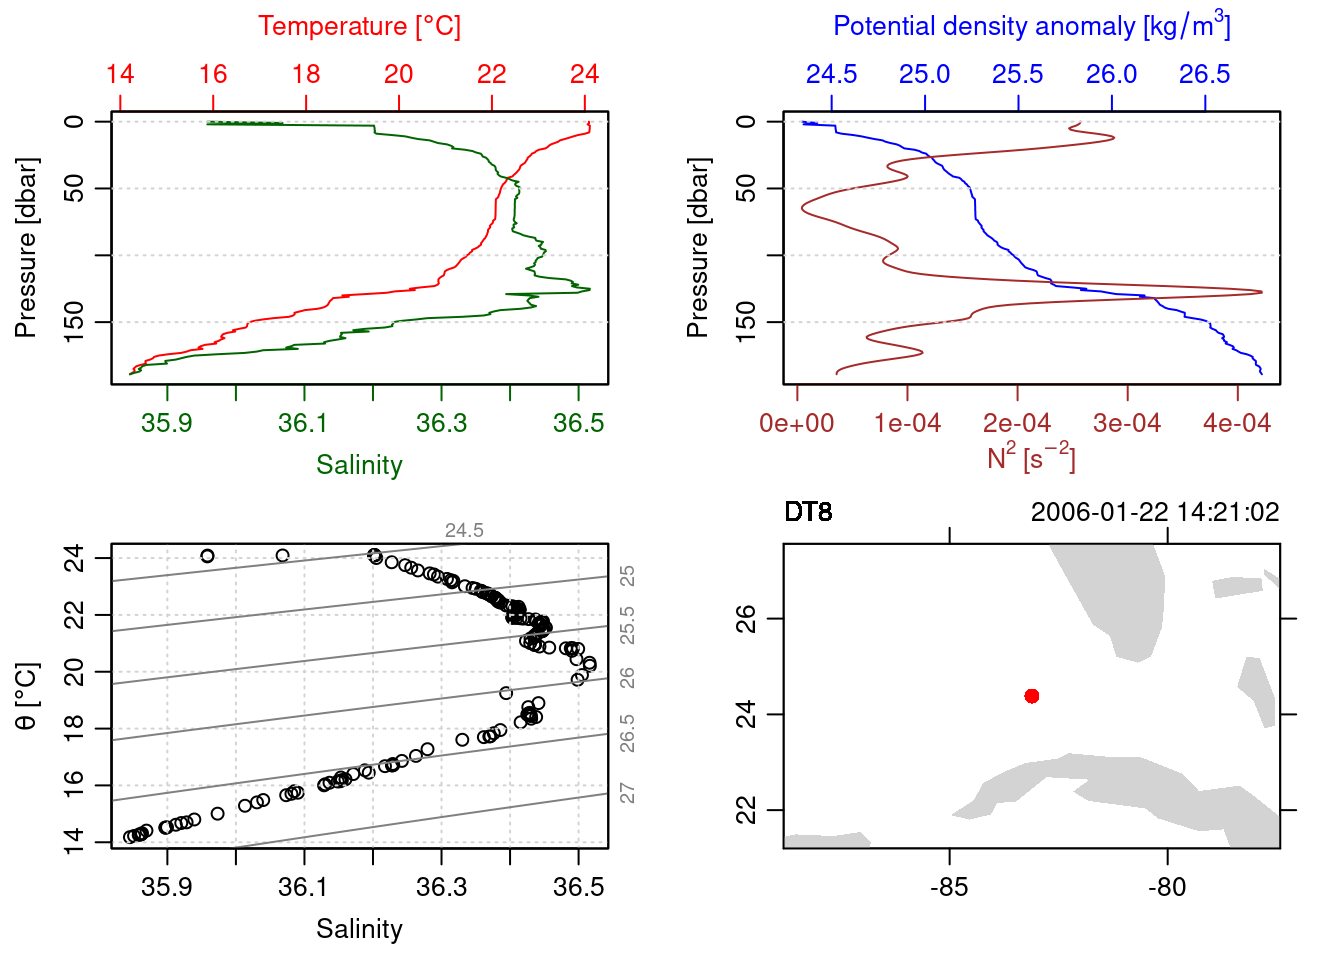 Temperature [°C]
14 16 18 20 22 24
Pressure [dbar]
0 50 150
35.9 36.1 36.3 36.5
Salinity
Potential density anomaly [kg/m³]
24.5 25.0 25.5 26.0 26.5
Pressure [dbar]
0 50 150
0e+00 1e-04 2e-04 3e-04 4e-04
N² [s⁻²]
24.5
θ [°C]
24 22 20 18 16 14
25
25.5
26
26.5
27
35.9 36.1 36.3 36.5
Salinity
DT8 2006-01-22 14:21:02
26
24
22
-85 -80